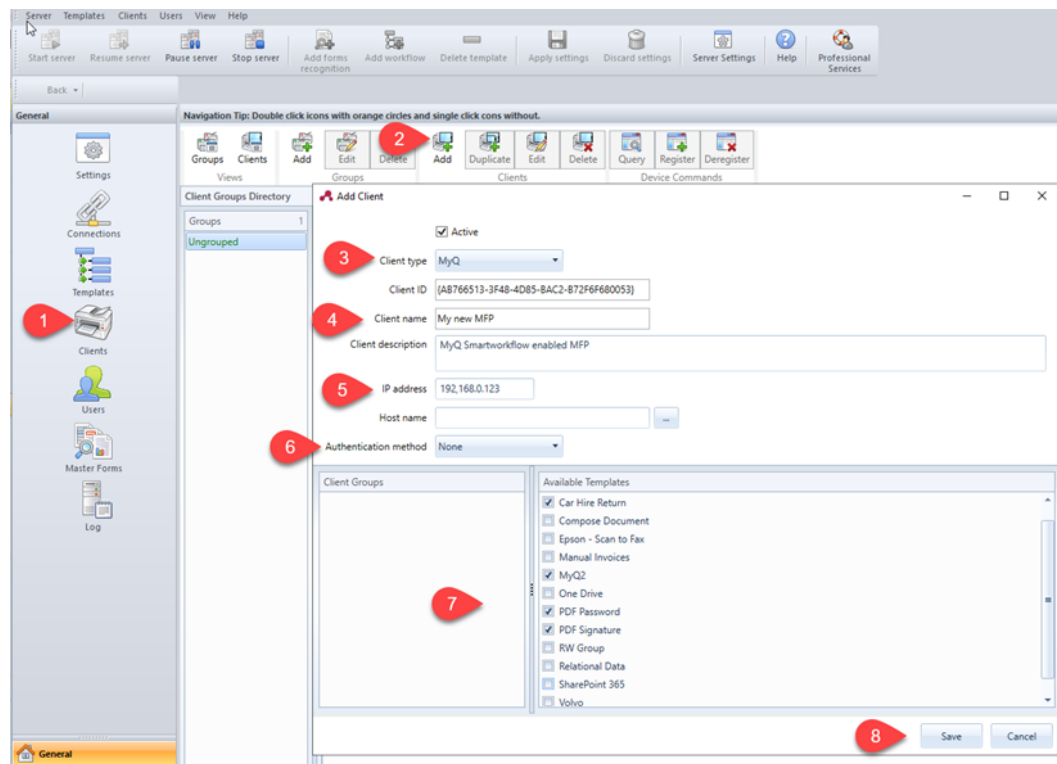 Server Templates Clients Users View Help
Start server Resume server Pause server Stop server Add forms recognition Add workflow Delete template Apply settings Discard settings Server Settings Help Professional Services
Back
General
Navigation Tip: Double click icons with orange circles and single click cons without.
Settings
Connections
Templates
1
Clients
Users
Master Forms
Log
General
Groups Clients Add Edit Delete 2 Add Duplicate Edit Delete Query Register Deregister
Views Groups Clients Device Commands
Client Groups Directory
Groups 1
Ungrouped
Add Client
Active
3 Client type MyQ
Client ID {AB766513-3F48-4D85-BAC2-B72F6F680053}
4 Client name My new MFP
Client description MyQ Smartworkflow enabled MFP
5 IP address 192,168.0.123
Host name ...
6 Authentication method None
Client Groups
7
Available Templates
Car Hire Return
Compose Document
Epson - Scan to Fax
Manual Invoices
MyQ2
One Drive
PDF Password
PDF Signature
RW Group
Relational Data
SharePoint 365
Volvo
8 Save Cancel